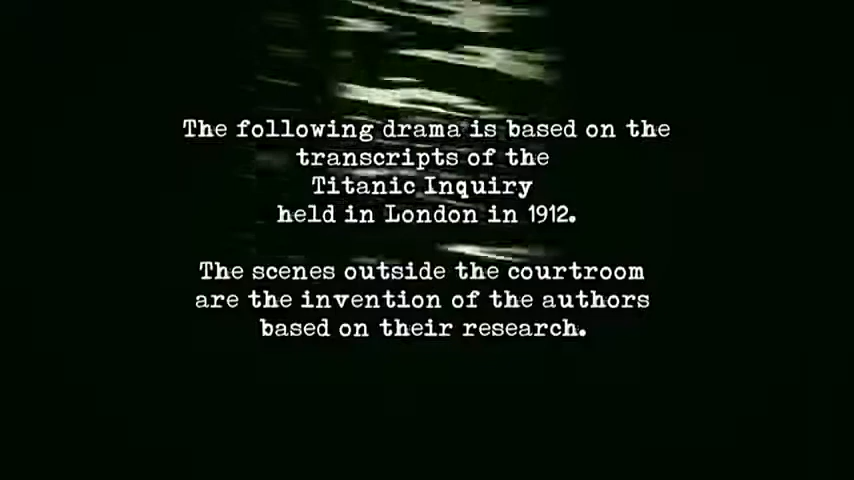 The following drama is based on the
transcripts of the
Titanic Inquiry
held in London in 1912.
The scenes outside the courtroom
are the invention of the authors
based on their research.